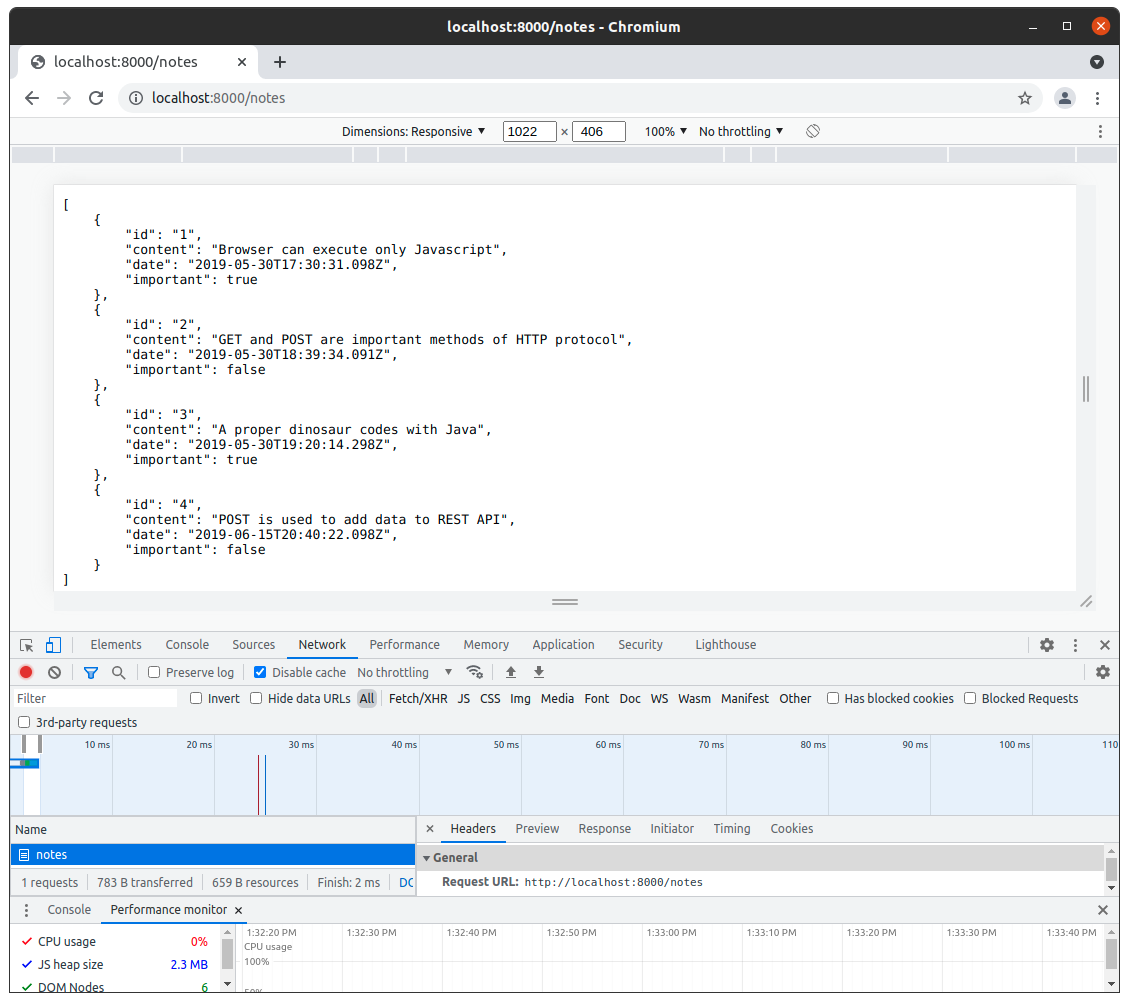 localhost:8000/notes - Chromium
localhost:8000/notes
localhost:8000/notes
Dimensions: Responsive ▼ 1022 × 406 100% ▼ No throttling ▼
[
    {
        "id": "1",
        "content": "Browser can execute only Javascript",
        "date": "2019-05-30T17:30:31.098Z",
        "important": true
    },
    {
        "id": "2",
        "content": "GET and POST are important methods of HTTP protocol",
        "date": "2019-05-30T18:39:34.091Z",
        "important": false
    },
    {
        "id": "3",
        "content": "A proper dinosaur codes with Java",
        "date": "2019-05-30T19:20:14.298Z",
        "important": true
    },
    {
        "id": "4",
        "content": "POST is used to add data to REST API",
        "date": "2019-06-15T20:40:22.098Z",
        "important": false
    }
]
Elements Console Sources Network Performance Memory Application Security Lighthouse
Preserve log Disable cache No throttling ▼
Filter Invert Hide data URLs All Fetch/XHR JS CSS Img Media Font Doc WS Wasm Manifest Other Has blocked cookies Blocked Requests
3rd-party requests
10 ms 20 ms 30 ms 40 ms 50 ms 60 ms 70 ms 80 ms 90 ms 100 ms 110
Name
notes
1 requests 783 B transferred 659 B resources Finish: 2 ms DC
Headers Preview Response Initiator Timing Cookies
General
Request URL: http://localhost:8000/notes
Console Performance monitor
CPU usage 0%
JS heap size 2.3 MB
DOM Nodes 6
1:32:20 PM 1:32:30 PM 1:32:40 PM 1:32:50 PM 1:33:00 PM 1:33:10 PM 1:33:20 PM 1:33:30 PM 1:33:40 PM
CPU usage
100%
50%